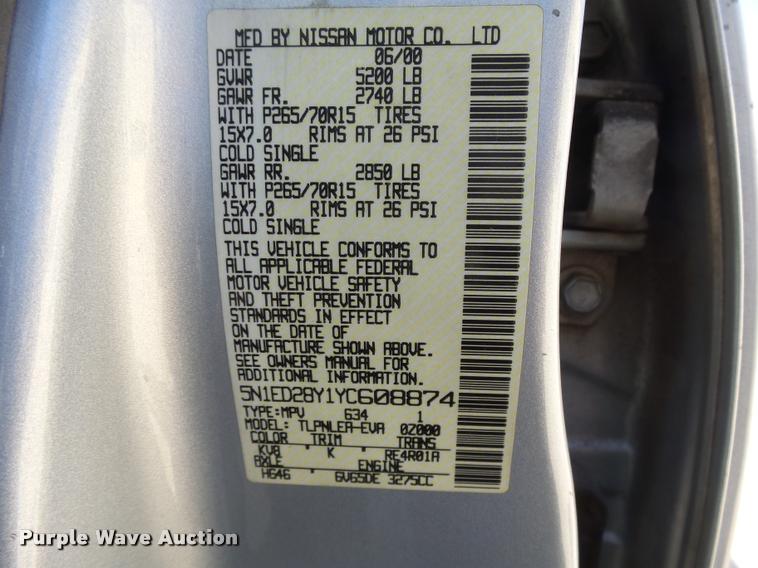 MFD BY NISSAN MOTOR CO. LTD
DATE 06/00
GVWR 5200 LB
GAWR FR. 2740 LB
WITH P265/70R15 TIRES
15X7.0 RIMS AT 26 PSI
COLD SINGLE
GAWR RR. 2850 LB
WITH P265/70R15 TIRES
15X7.0 RIMS AT 26 PSI
COLD SINGLE
THIS VEHICLE CONFORMS TO
ALL APPLICABLE FEDERAL
MOTOR VEHICLE SAFETY
AND THEFT PREVENTION
STANDARDS IN EFFECT
ON THE DATE OF
MANUFACTURE SHOWN ABOVE.
SEE OWNERS MANUAL FOR
ADDITIONAL INFORMATION
5N1ED28Y1YC608874
TYPE:MPV 634 1
MODEL: TLPNLEA-EVA 0Z000
COLOR TRIM TRANS
KV8 ' K ' RE4R01A
AXLE ENGINE
HG46 ' 6VG5DE 3275CC
Purple Wave Auction